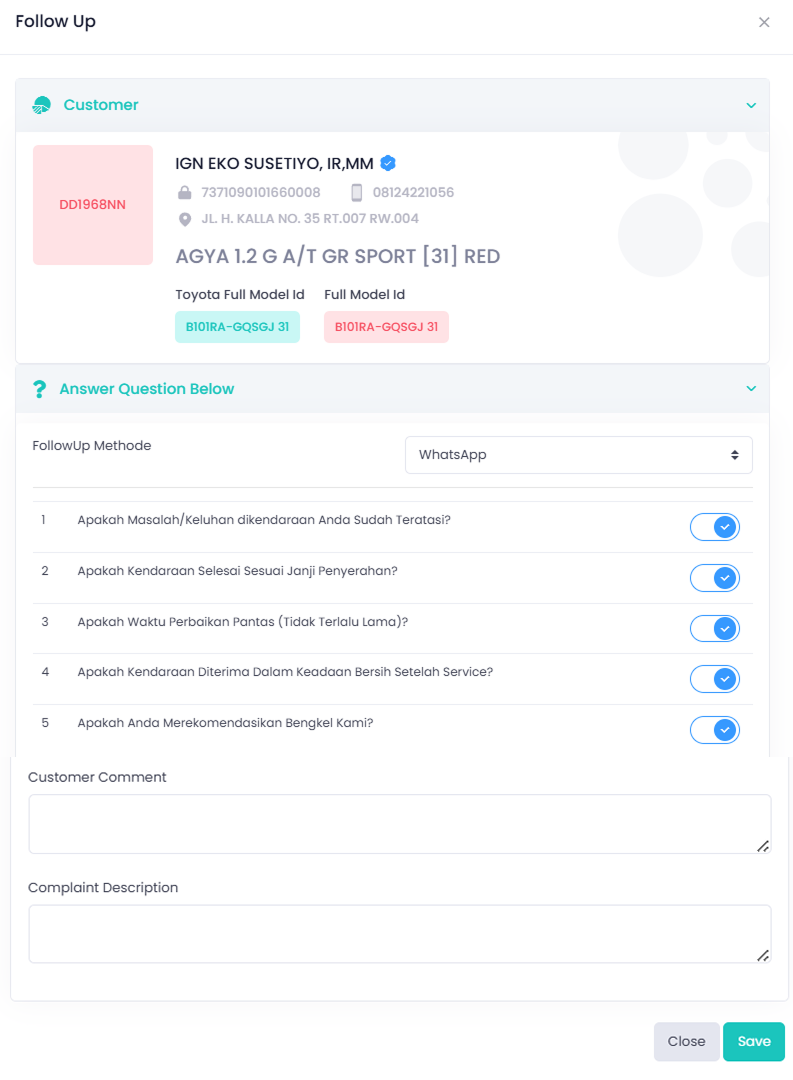 Follow Up
Customer
DD1968NN
IGN EKO SUSETIYO, IR,MM
7371090101660008 08124221056
JL. H. KALLA NO. 35 RT.007 RW.004
AGYA 1.2 G A/T GR SPORT [31] RED
Toyota Full Model Id Full Model Id
B101RA-GQSGJ 31 B101RA-GQSGJ 31
Answer Question Below
FollowUp Methode WhatsApp
1 Apakah Masalah/Keluhan dikendaraan Anda Sudah Teratasi?
2 Apakah Kendaraan Selesai Sesuai Janji Penyerahan?
3 Apakah Waktu Perbaikan Pantas (Tidak Terlalu Lama)?
4 Apakah Kendaraan Diterima Dalam Keadaan Bersih Setelah Service?
5 Apakah Anda Merekomendasikan Bengkel Kami?
Customer Comment
Complaint Description
Close Save